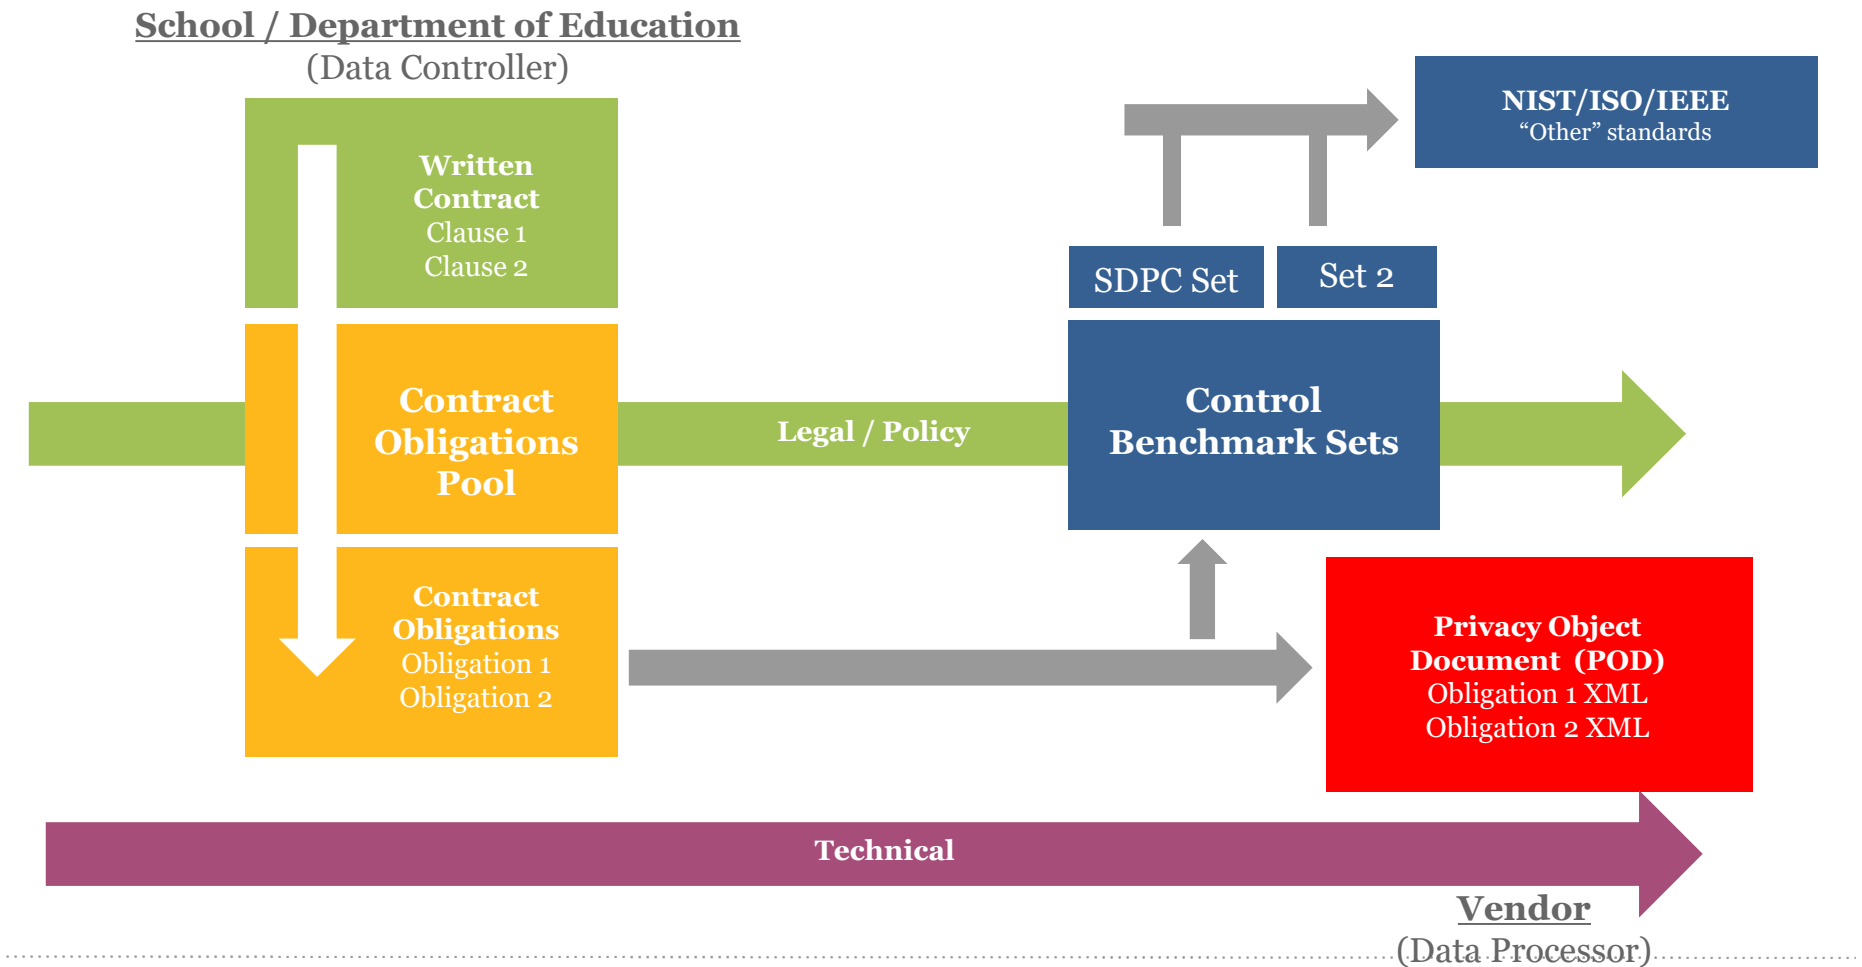 School / Department of Education
(Data Controller)
Written
Contract
Clause 1
Clause 2
NIST/ISO/IEEE
“Other” standards
SDPC Set
Set 2
Contract
Obligations
Pool
Legal / Policy
Control
Benchmark Sets
Contract
Obligations
Obligation 1
Obligation 2
Privacy Object
Document (POD)
Obligation 1 XML
Obligation 2 XML
Technical
Vendor
(Data Processor)